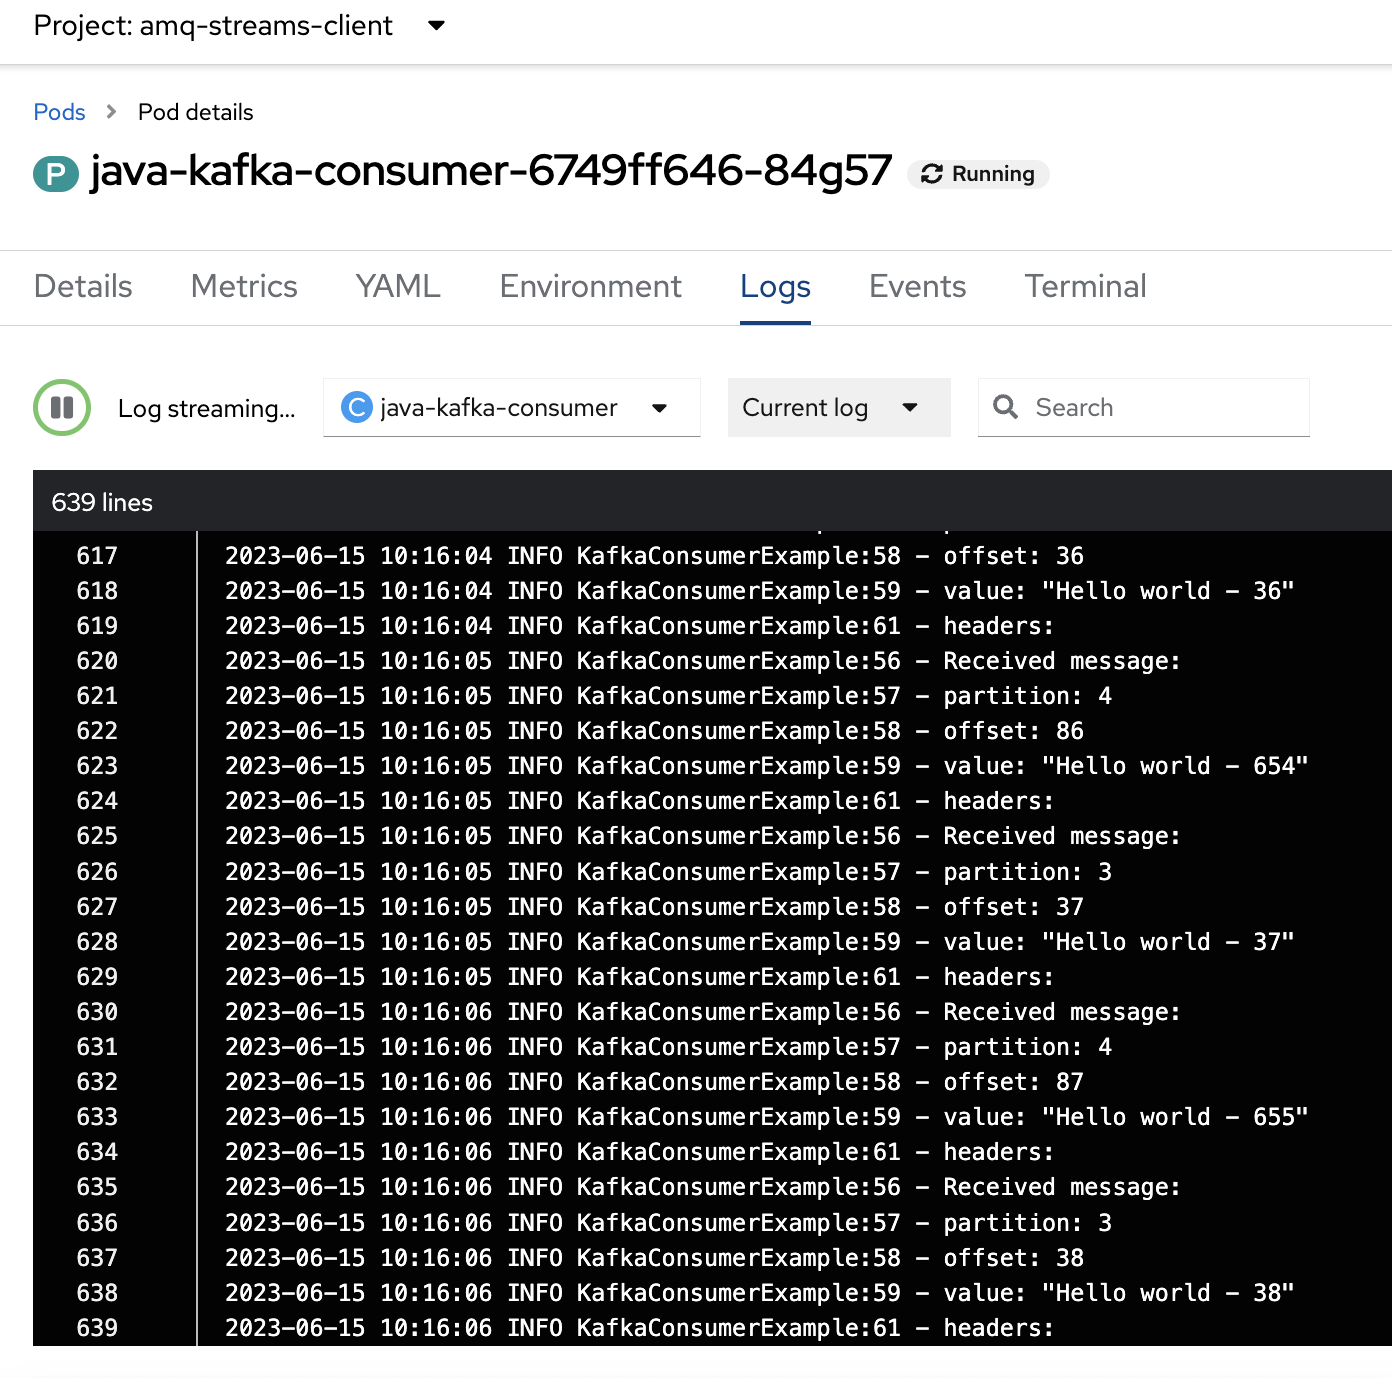 Project: amq-streams-client
Pods > Pod details
P java-kafka-consumer-6749ff646-84g57 Running
Details Metrics YAML Environment Logs Events Terminal
Log streaming... C java-kafka-consumer Current log Search
639 lines
617 2023-06-15 10:16:04 INFO KafkaConsumerExample:58 - offset: 36
618 2023-06-15 10:16:04 INFO KafkaConsumerExample:59 - value: "Hello world - 36"
619 2023-06-15 10:16:04 INFO KafkaConsumerExample:61 - headers:
620 2023-06-15 10:16:05 INFO KafkaConsumerExample:56 - Received message:
621 2023-06-15 10:16:05 INFO KafkaConsumerExample:57 - partition: 4
622 2023-06-15 10:16:05 INFO KafkaConsumerExample:58 - offset: 86
623 2023-06-15 10:16:05 INFO KafkaConsumerExample:59 - value: "Hello world - 654"
624 2023-06-15 10:16:05 INFO KafkaConsumerExample:61 - headers:
625 2023-06-15 10:16:05 INFO KafkaConsumerExample:56 - Received message:
626 2023-06-15 10:16:05 INFO KafkaConsumerExample:57 - partition: 3
627 2023-06-15 10:16:05 INFO KafkaConsumerExample:58 - offset: 37
628 2023-06-15 10:16:05 INFO KafkaConsumerExample:59 - value: "Hello world - 37"
629 2023-06-15 10:16:05 INFO KafkaConsumerExample:61 - headers:
630 2023-06-15 10:16:06 INFO KafkaConsumerExample:56 - Received message:
631 2023-06-15 10:16:06 INFO KafkaConsumerExample:57 - partition: 4
632 2023-06-15 10:16:06 INFO KafkaConsumerExample:58 - offset: 87
633 2023-06-15 10:16:06 INFO KafkaConsumerExample:59 - value: "Hello world - 655"
634 2023-06-15 10:16:06 INFO KafkaConsumerExample:61 - headers:
635 2023-06-15 10:16:06 INFO KafkaConsumerExample:56 - Received message:
636 2023-06-15 10:16:06 INFO KafkaConsumerExample:57 - partition: 3
637 2023-06-15 10:16:06 INFO KafkaConsumerExample:58 - offset: 38
638 2023-06-15 10:16:06 INFO KafkaConsumerExample:59 - value: "Hello world - 38"
639 2023-06-15 10:16:06 INFO KafkaConsumerExample:61 - headers: